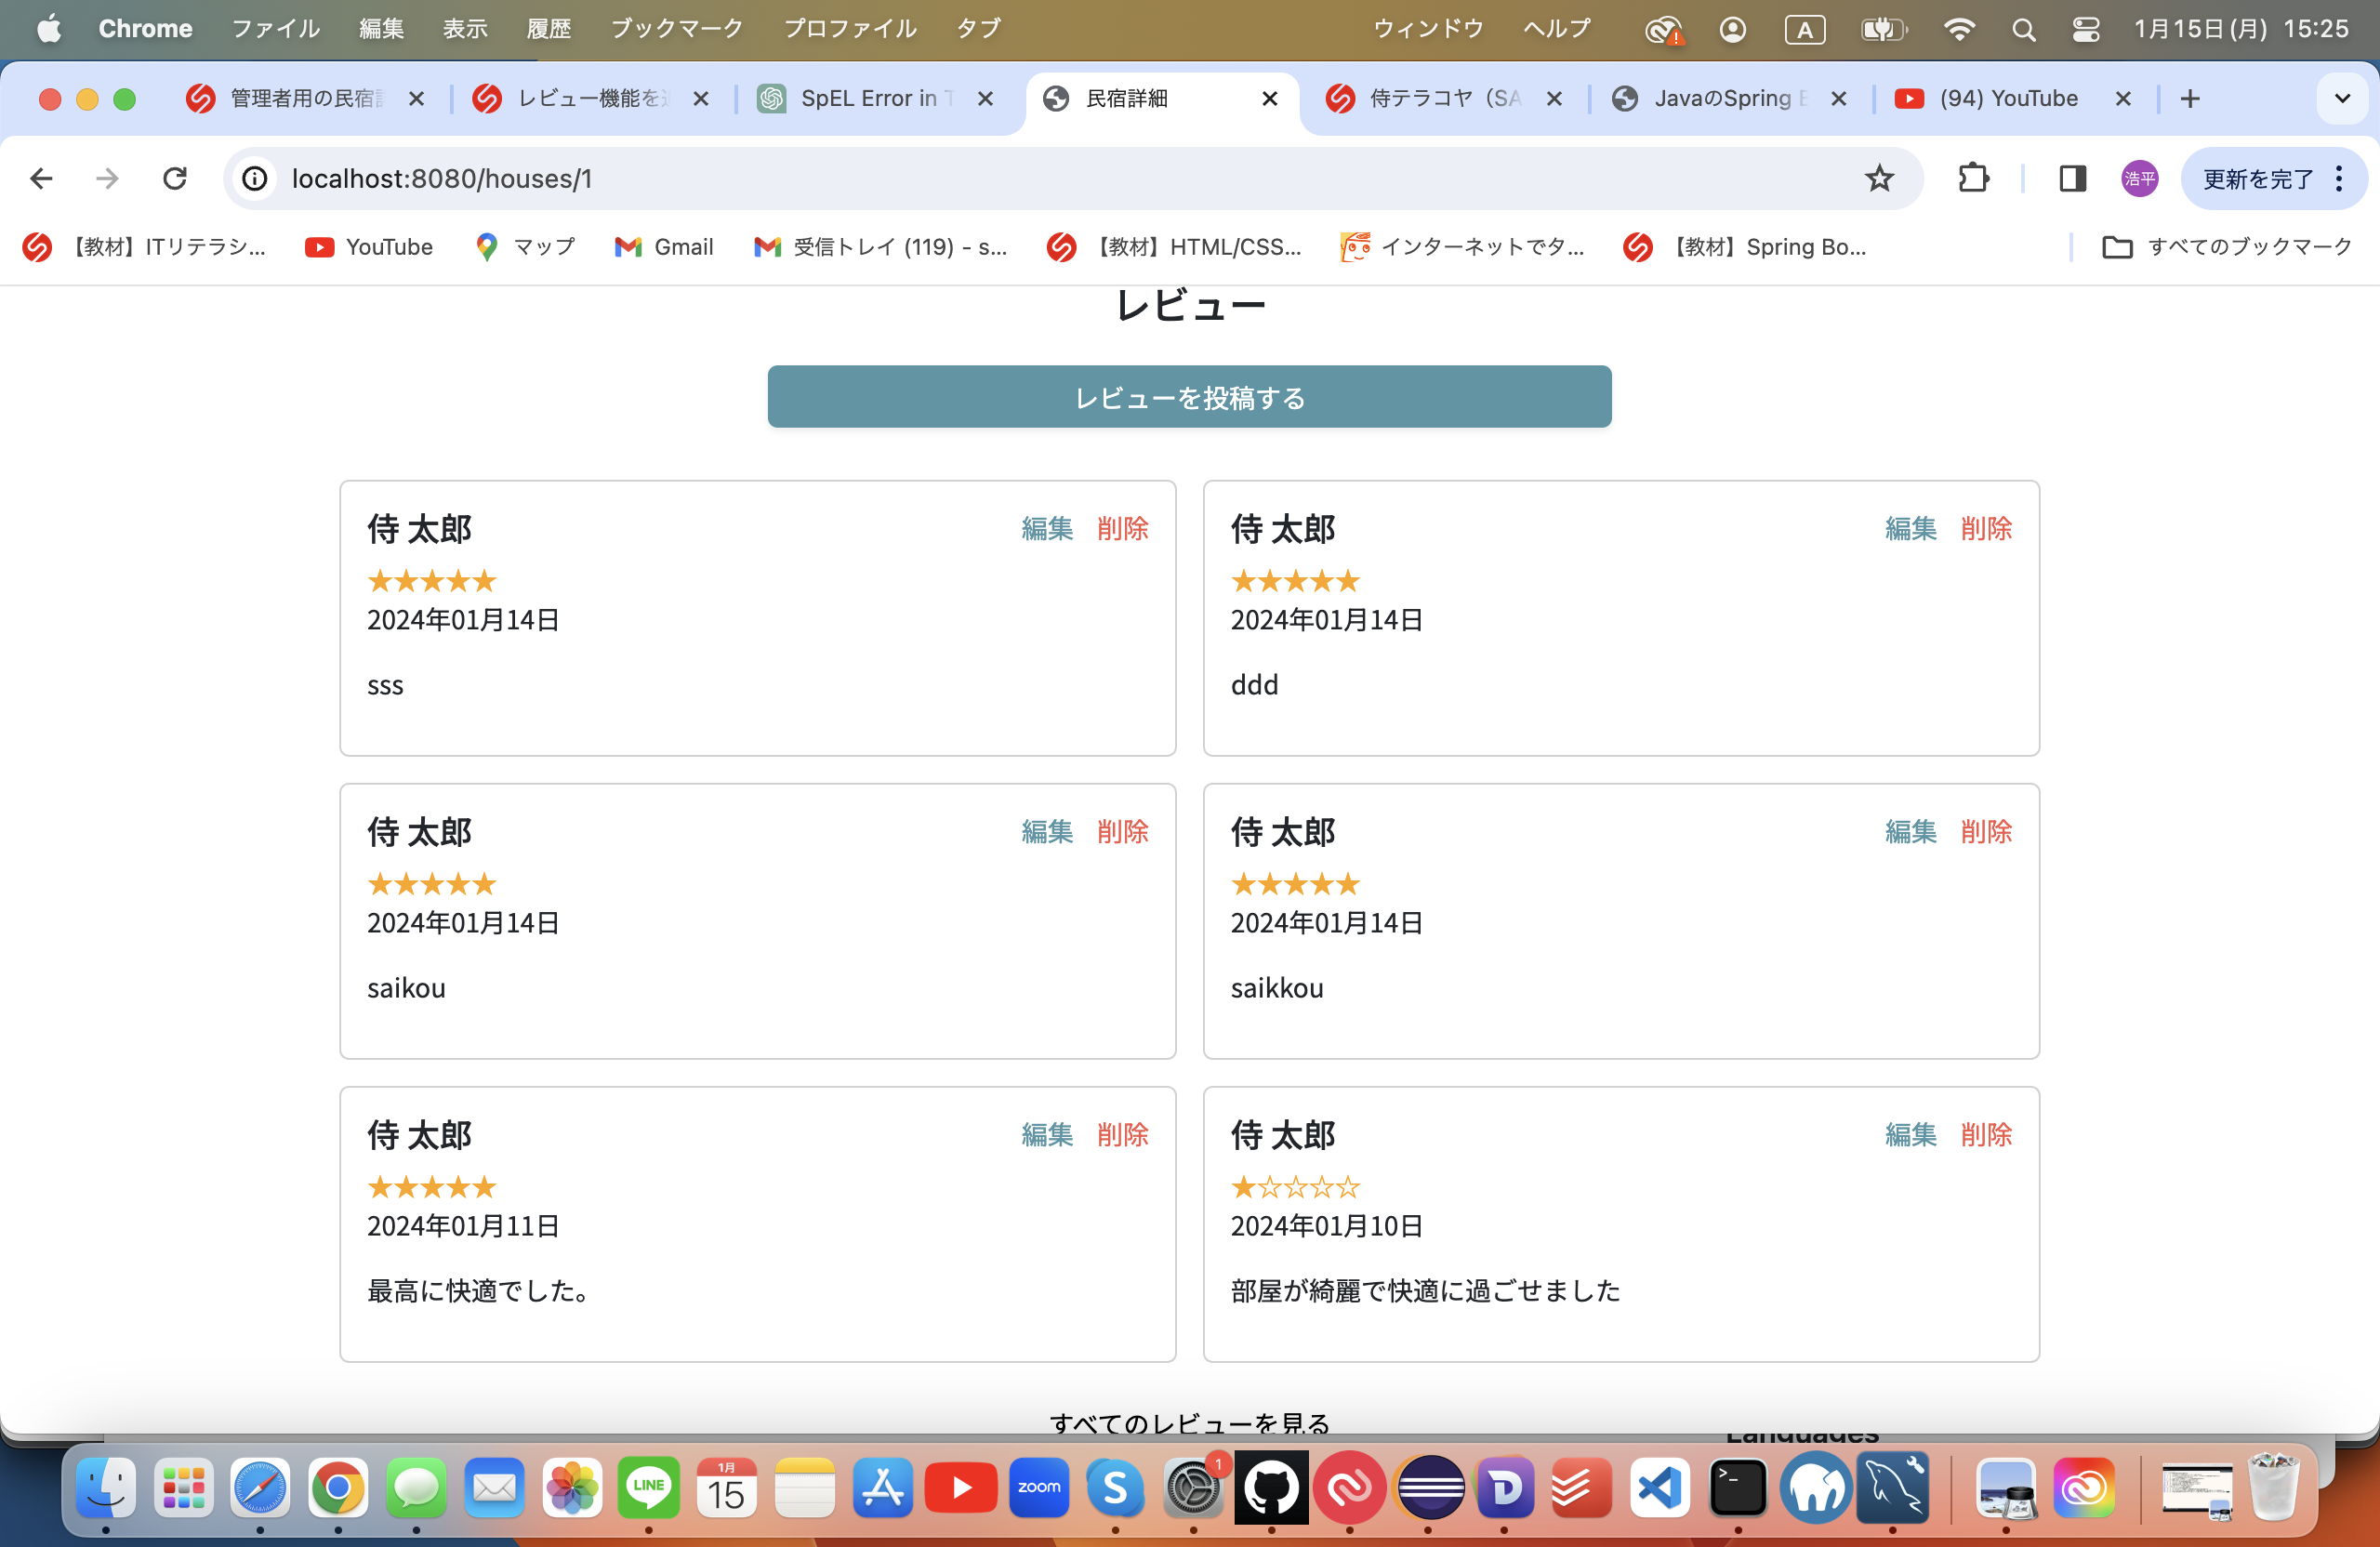 Chrome ファイル 編集 表示 履歴 ブックマーク プロファイル タブ ウィンドウ ヘルプ A 1月15日(月) 15:25
管理者用の民宿 レビュー機能を SpEL Error in 民宿詳細 侍テラコヤ（SA JavaのSpring (94) YouTube
localhost:8080/houses/1 浩平 更新を完了
【教材】ITリテラシ... YouTube マップ Gmail 受信トレイ (119) - s... 【教材】HTML/CSS... インターネットでタ... 【教材】Spring Bo... すべてのブックマーク
レビュー
レビューを投稿する
侍 太郎 編集 削除
★★★★★
2024年01月14日
sss
侍 太郎 編集 削除
★★★★★
2024年01月14日
ddd
侍 太郎 編集 削除
★★★★★
2024年01月14日
saikou
侍 太郎 編集 削除
★★★★★
2024年01月14日
saikkou
侍 太郎 編集 削除
★★★★★
2024年01月11日
最高に快適でした。
侍 太郎 編集 削除
★☆☆☆☆
2024年01月10日
部屋が綺麗で快適に過ごせました
すべてのレビューを見る
Languages
LINE 1月 15 zoom 1